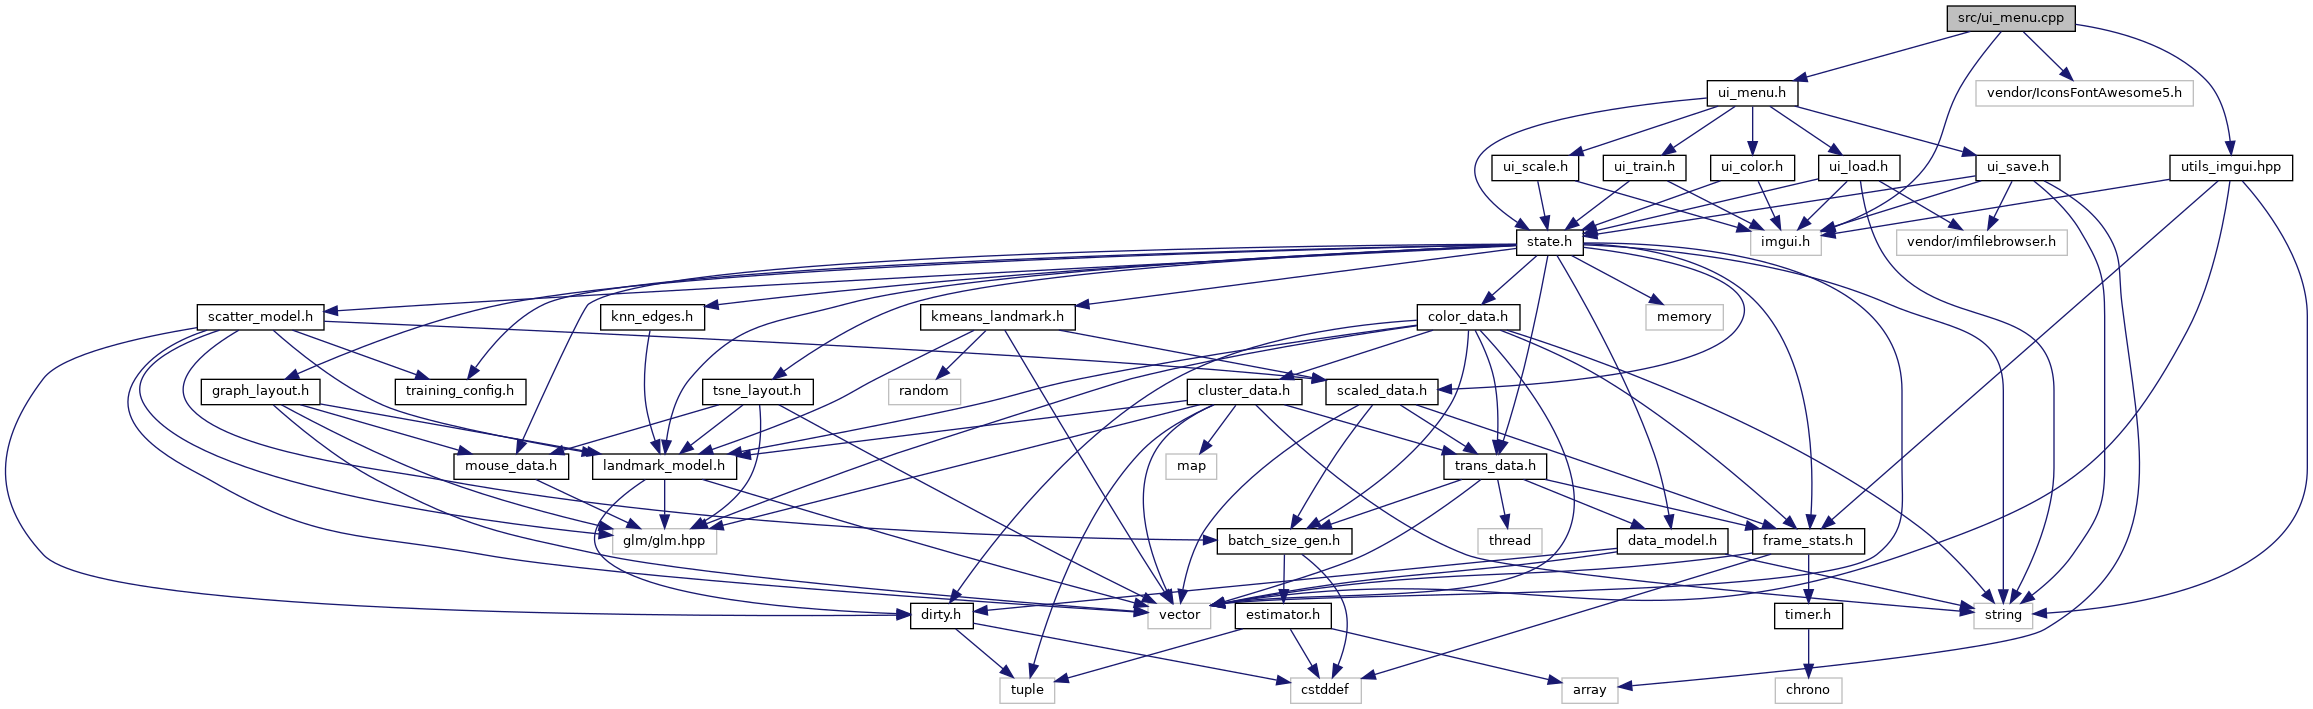 src/ui_menu.cpp
ui_menu.h
vendor/IconsFontAwesome5.h
ui_scale.h
ui_train.h
ui_color.h
ui_load.h
ui_save.h
utils_imgui.hpp
state.h
imgui.h
vendor/imfilebrowser.h
scatter_model.h
knn_edges.h
kmeans_landmark.h
color_data.h
memory
graph_layout.h
training_config.h
tsne_layout.h
random
cluster_data.h
scaled_data.h
mouse_data.h
landmark_model.h
map
trans_data.h
glm/glm.hpp
batch_size_gen.h
thread
data_model.h
frame_stats.h
dirty.h
vector
estimator.h
timer.h
string
tuple
cstddef
array
chrono